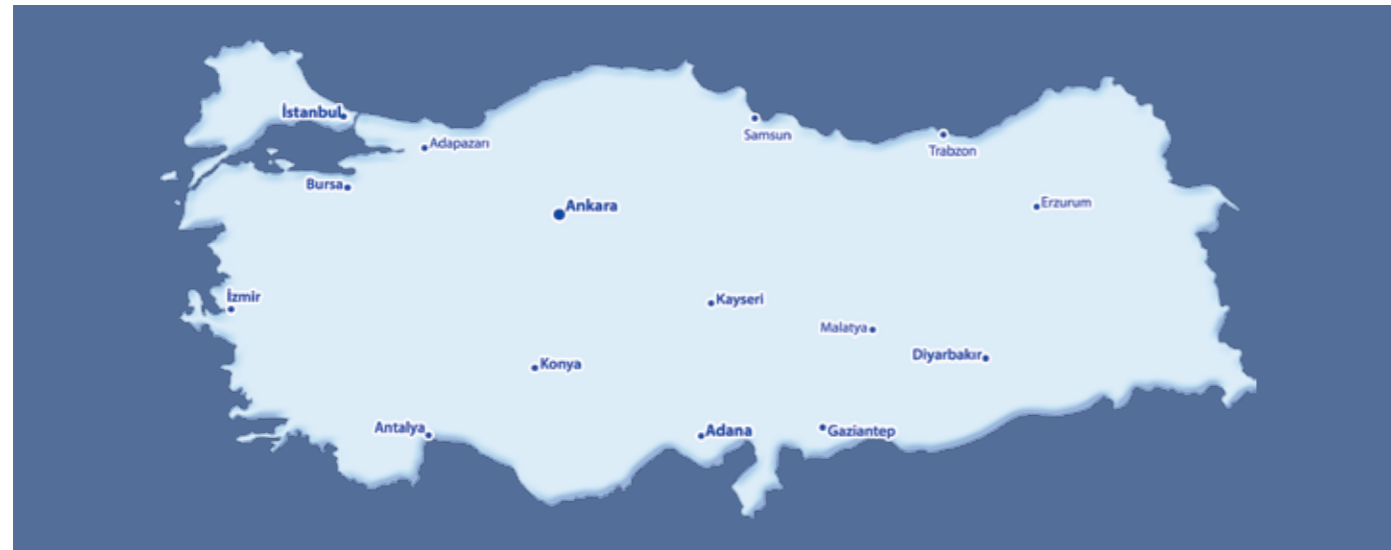 İstanbul
Adapazarı
Samsun
Trabzon
Bursa
Ankara
Erzurum
İzmir
Kayseri
Malatya
Diyarbakır
Konya
Antalya
Adana
Gaziantep